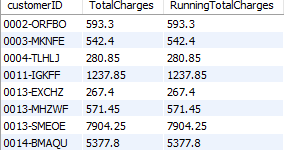 customerID TotalCharges RunningTotalCharges
0002-ORFBO 593.3 593.3
0003-MKNFE 542.4 542.4
0004-TLHLJ 280.85 280.85
0011-IGKFF 1237.85 1237.85
0013-EXCHZ 267.4 267.4
0013-MHZWF 571.45 571.45
0013-SMEOE 7904.25 7904.25
0014-BMAQU 5377.8 5377.8